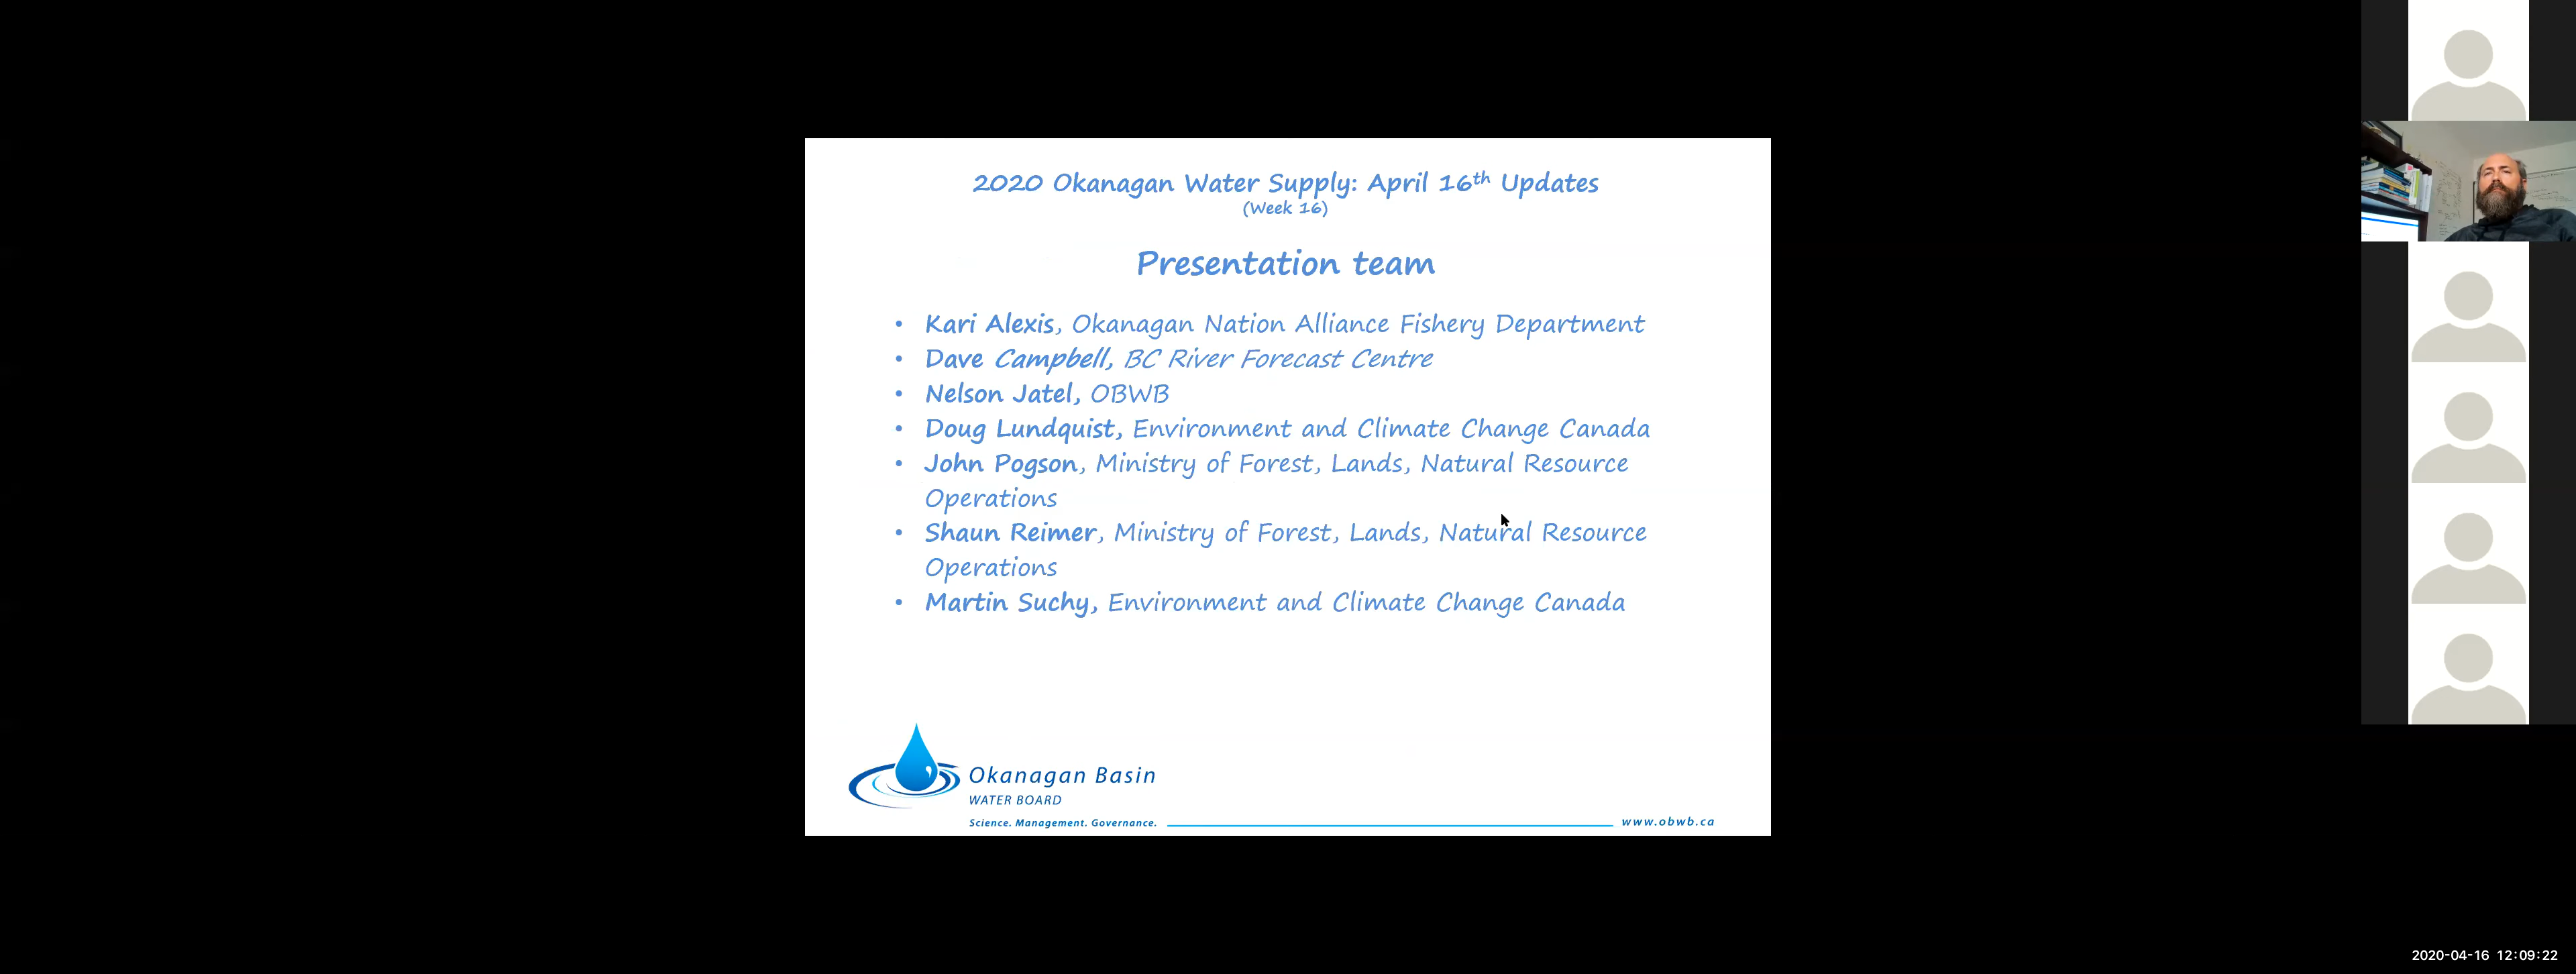 2020 Okanagan Water Supply: April 16th Updates
(Week 16)
Presentation team
• Kari Alexis, Okanagan Nation Alliance Fishery Department
• Dave Campbell, BC River Forecast Centre
• Nelson Jatel, OBWB
• Doug Lundquist, Environment and Climate Change Canada
• John Pogson, Ministry of Forest, Lands, Natural Resource
Operations
• Shaun Reimer, Ministry of Forest, Lands, Natural Resource
Operations
• Martin Suchy, Environment and Climate Change Canada
Okanagan Basin
WATER BOARD
Science. Management. Governance.
www.obwb.ca
2020-04-16 12:09:22